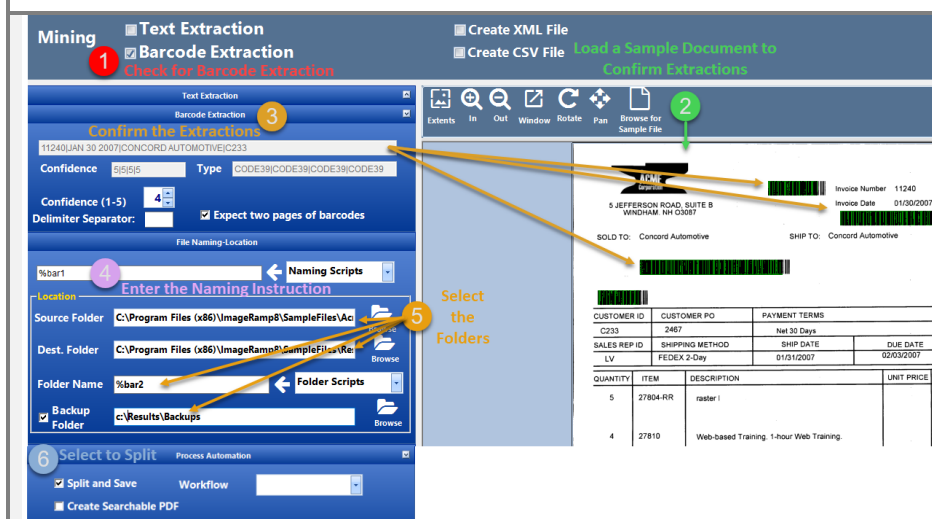 Mining
Text Extraction
Barcode Extraction
1
Check for Barcode Extraction
Create XML File
Create CSV File
Load a Sample Document to
Confirm Extractions
Text Extraction
Barcode Extraction
3
Confirm the Extractions
11240|JAN 30 2007|CONCORD AUTOMOTIVE|C233
Confidence 5|5|5|5 Type CODE39|CODE39|CODE39|CODE39
Confidence (1-5) 4
Delimiter Separator:
Expect two pages of barcodes
File Naming-Location
%bar1
4
Naming Scripts
Enter the Naming Instruction
Location
Source Folder C:\Program Files (x86)\ImageRamp8\SampleFiles\Ac
Browse
5
Dest. Folder C:\Program Files (x86)\ImageRamp8\SampleFiles\Re
Browse
Folder Name %bar2 Folder Scripts
Backup Folder c:\Results\Backups
Browse
6
Select to Split
Process Automation
Split and Save Workflow
Create Searchable PDF
Select
the
Folders
Extents In Out Window Rotate Pan Browse for
Sample File
2
ACME
Corporation
5 JEFFERSON ROAD, SUITE B
WINDHAM. NH O3087
Invoice Number 11240
Invoice Date 01/30/2007
SOLD TO: Concord Automotive SHIP TO: Concord Automotive
CUSTOMER ID CUSTOMER PO PAYMENT TERMS
C233 2467 Net 30 Days
SALES REP ID SHIPPING METHOD SHIP DATE DUE DATE
LV FEDEX 2-Day 01/31/2007 02/03/2007
QUANTITY ITEM DESCRIPTION UNIT PRICE
5 27804-RR raster I
4 27810 Web-based Training. 1-hour Web Training.